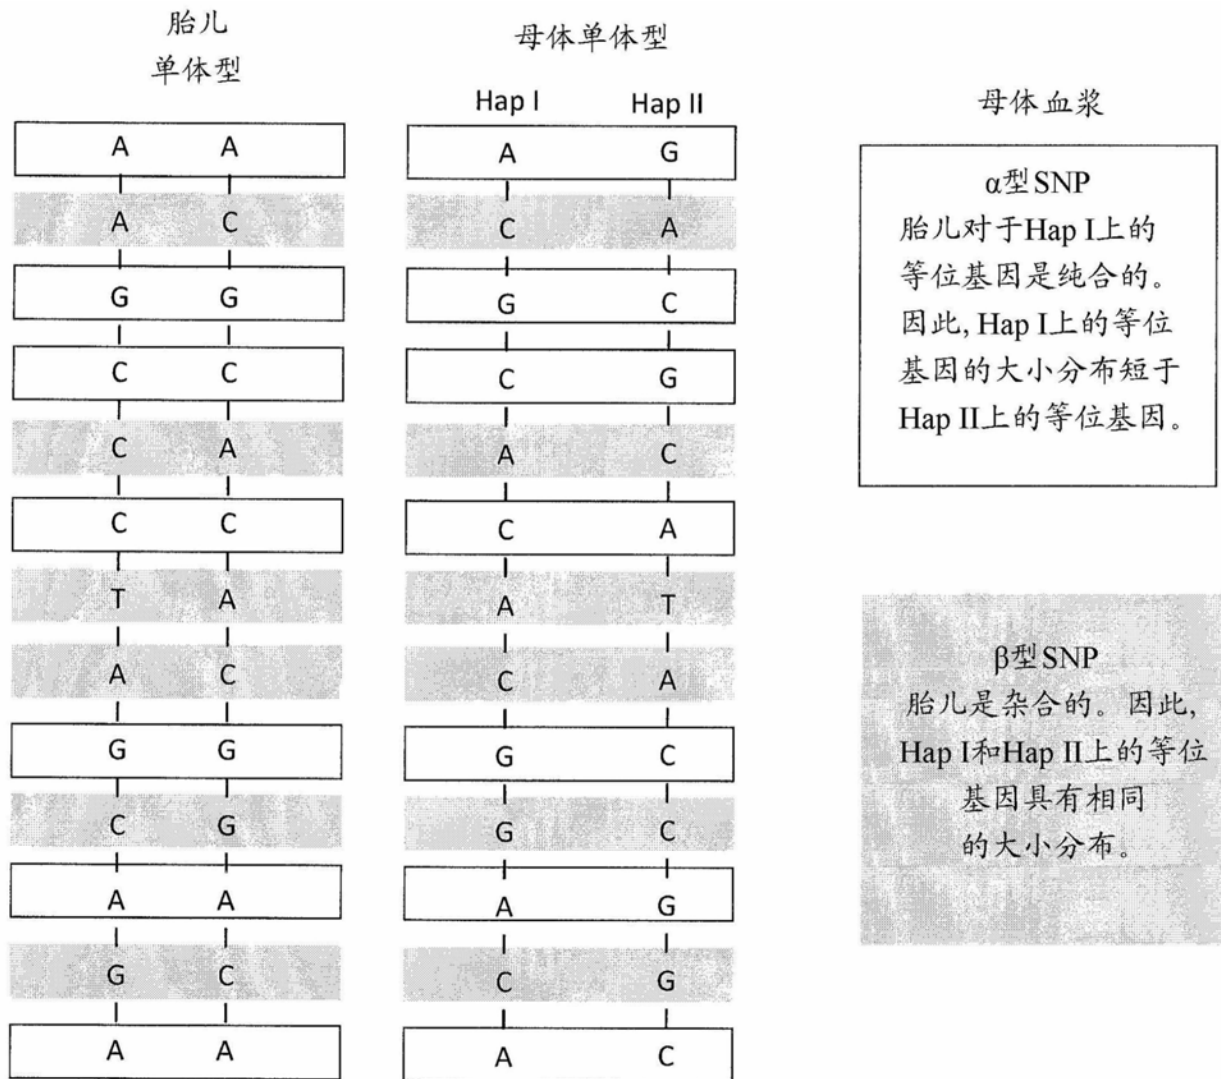 胎儿
单体型
母体单体型
Hap I Hap II
母体血浆
A A A G
A C C A
G G G C
C C C G
C A A C
C C C A
T A A T
A C C A
G G G C
C G G C
A A A G
G C C G
A A A C
α型SNP
胎儿对于Hap I上的
等位基因是纯合的。
因此, Hap I上的等位
基因的大小分布短于
Hap II上的等位基因。
β型SNP
胎儿是杂合的。因此,
Hap I和Hap II上的等位
基因具有相同
的大小分布。